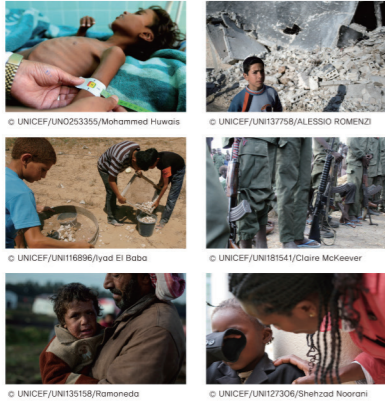 © UNICEF/UN0253355/Mohammed Huwais
© UNICEF/UNI137758/ALESSIO ROMENZI
© UNICEF/UNI116896/Iyad El Baba
© UNICEF/UNI181541/Claire McKeever
© UNICEF/UNI135158/Ramoneda
© UNICEF/UNI127306/Shehzad Noorani